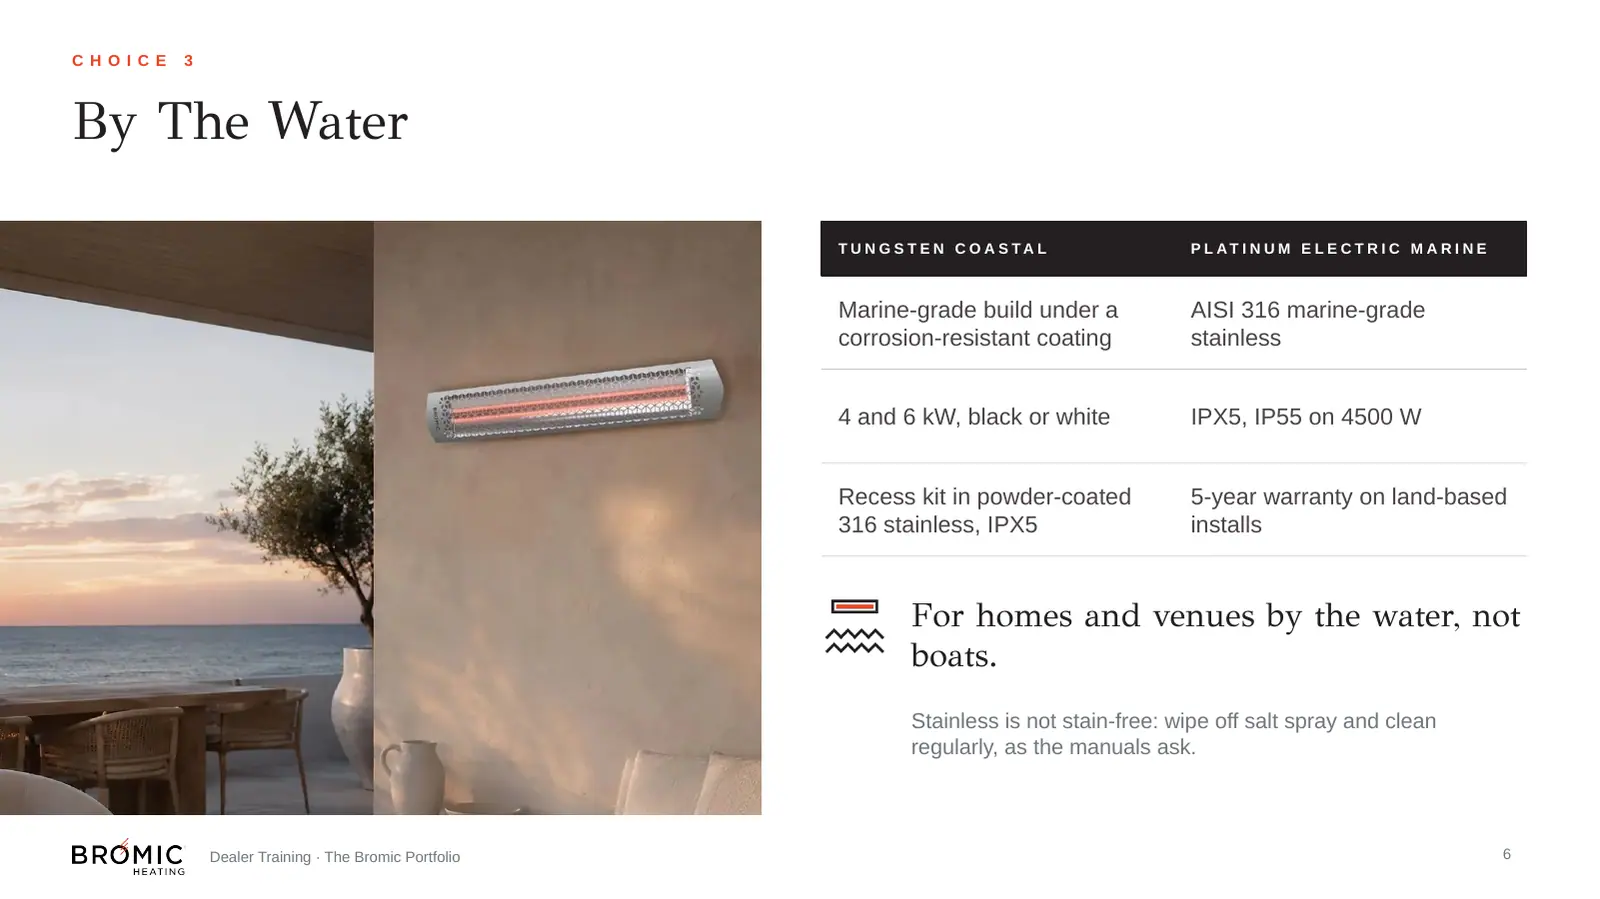 CHOICE 3
By The Water
TUNGSTEN COASTAL
PLATINUM ELECTRIC MARINE
Marine-grade build under a
corrosion-resistant coating
AISI 316 marine-grade
stainless
4 and 6 kW, black or white
IPX5, IP55 on 4500 W
Recess kit in powder-coated
316 stainless, IPX5
5-year warranty on land-based
installs
For homes and venues by the water, not
boats.
Stainless is not stain-free: wipe off salt spray and clean
regularly, as the manuals ask.
BROMIC
HEATING
Dealer Training · The Bromic Portfolio
6